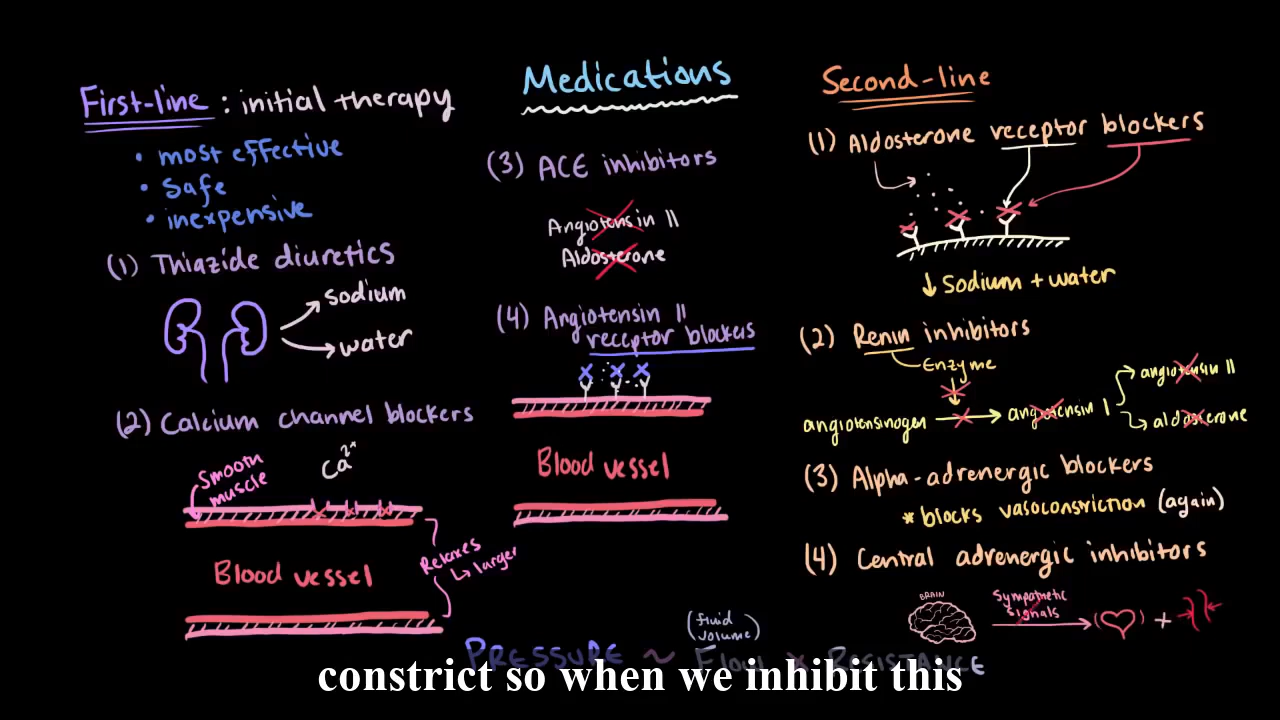 Medications
First-line : initial therapy
• most effective
• safe
• inexpensive
(1) Thiazide diuretics
sodium
water
(2) Calcium channel blockers
Smooth
muscle
Ca²⁺
Blood vessel
Relaxes
↳ larger
(3) ACE inhibitors
Angiotensin II
Aldosterone
(4) Angiotensin II
receptor blockers
Blood vessel
Second-line
(1) Aldosterone receptor blockers
↓ Sodium + water
(2) Renin inhibitors
Enzyme
angiotensinogen → angiotensin I
angiotensin II
aldosterone
(3) Alpha-adrenergic blockers
* blocks vasoconstriction (again)
(4) Central adrenergic inhibitors
BRAIN
Sympathetic
signals
+
(fluid
volume)
PRESSURE ~ Flow x RESISTANCE
constrict so when we inhibit this